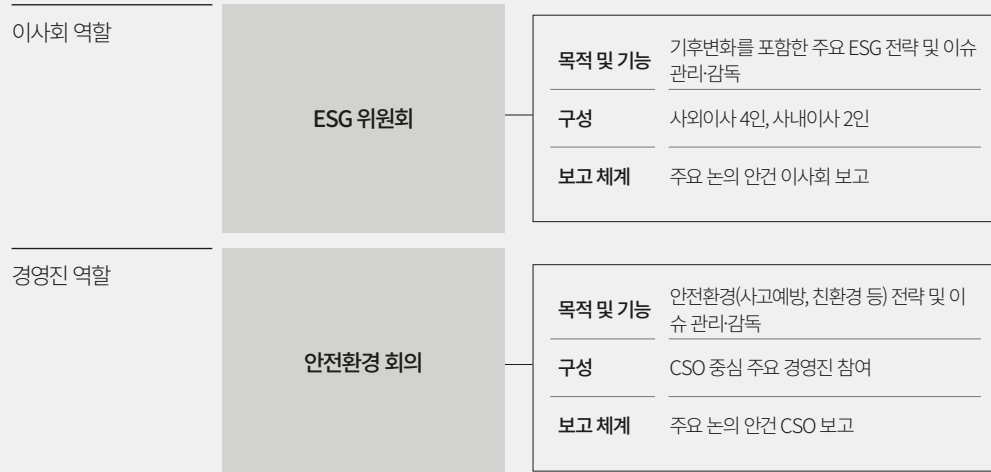 이사회 역할
ESG 위원회
목적 및 기능
기후변화를 포함한 주요 ESG 전략 및 이슈
관리·감독
구성
사외이사 4인, 사내이사 2인
보고 체계
주요 논의 안건 이사회 보고
경영진 역할
안전환경 회의
목적 및 기능
안전환경(사고예방, 친환경 등) 전략 및 이
슈 관리·감독
구성
CSO 중심 주요 경영진 참여
보고 체계
주요 논의 안건 CSO 보고